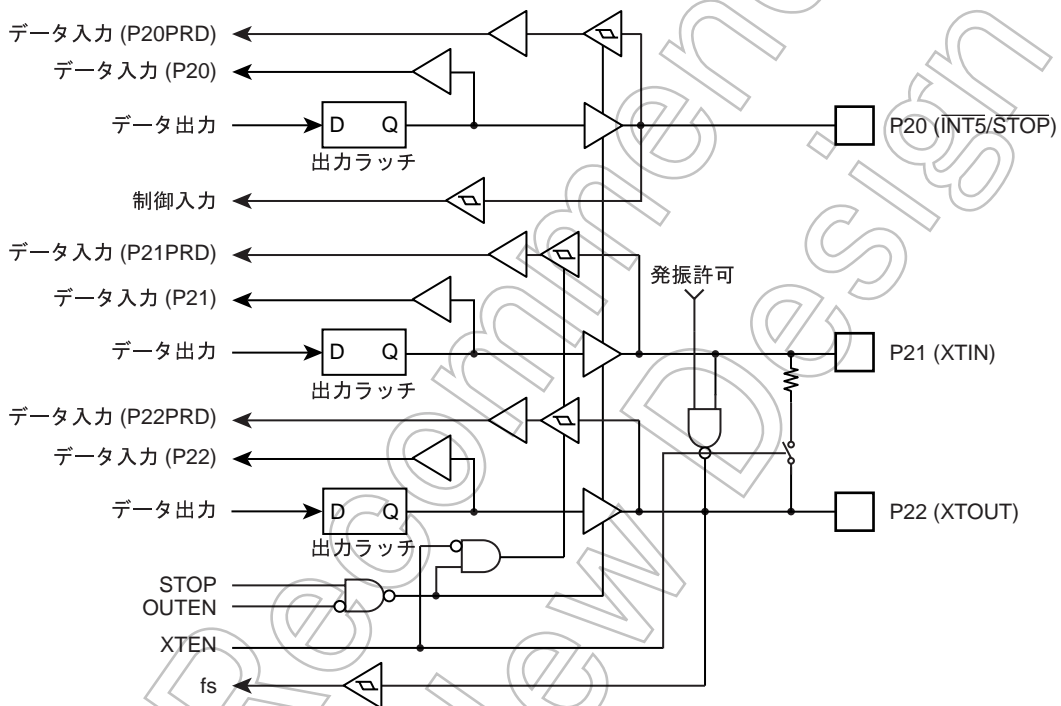 データ入力 (P20PRD)
データ入力 (P20)
データ出力
D Q
出力ラッチ
P20 (INT5/STOP)
制御入力
データ入力 (P21PRD)
発振許可
データ入力 (P21)
データ出力
D Q
出力ラッチ
P21 (XTIN)
データ入力 (P22PRD)
データ入力 (P22)
データ出力
D Q
出力ラッチ
P22 (XTOUT)
STOP
OUTEN
XTEN
fs
Recommen
New Design